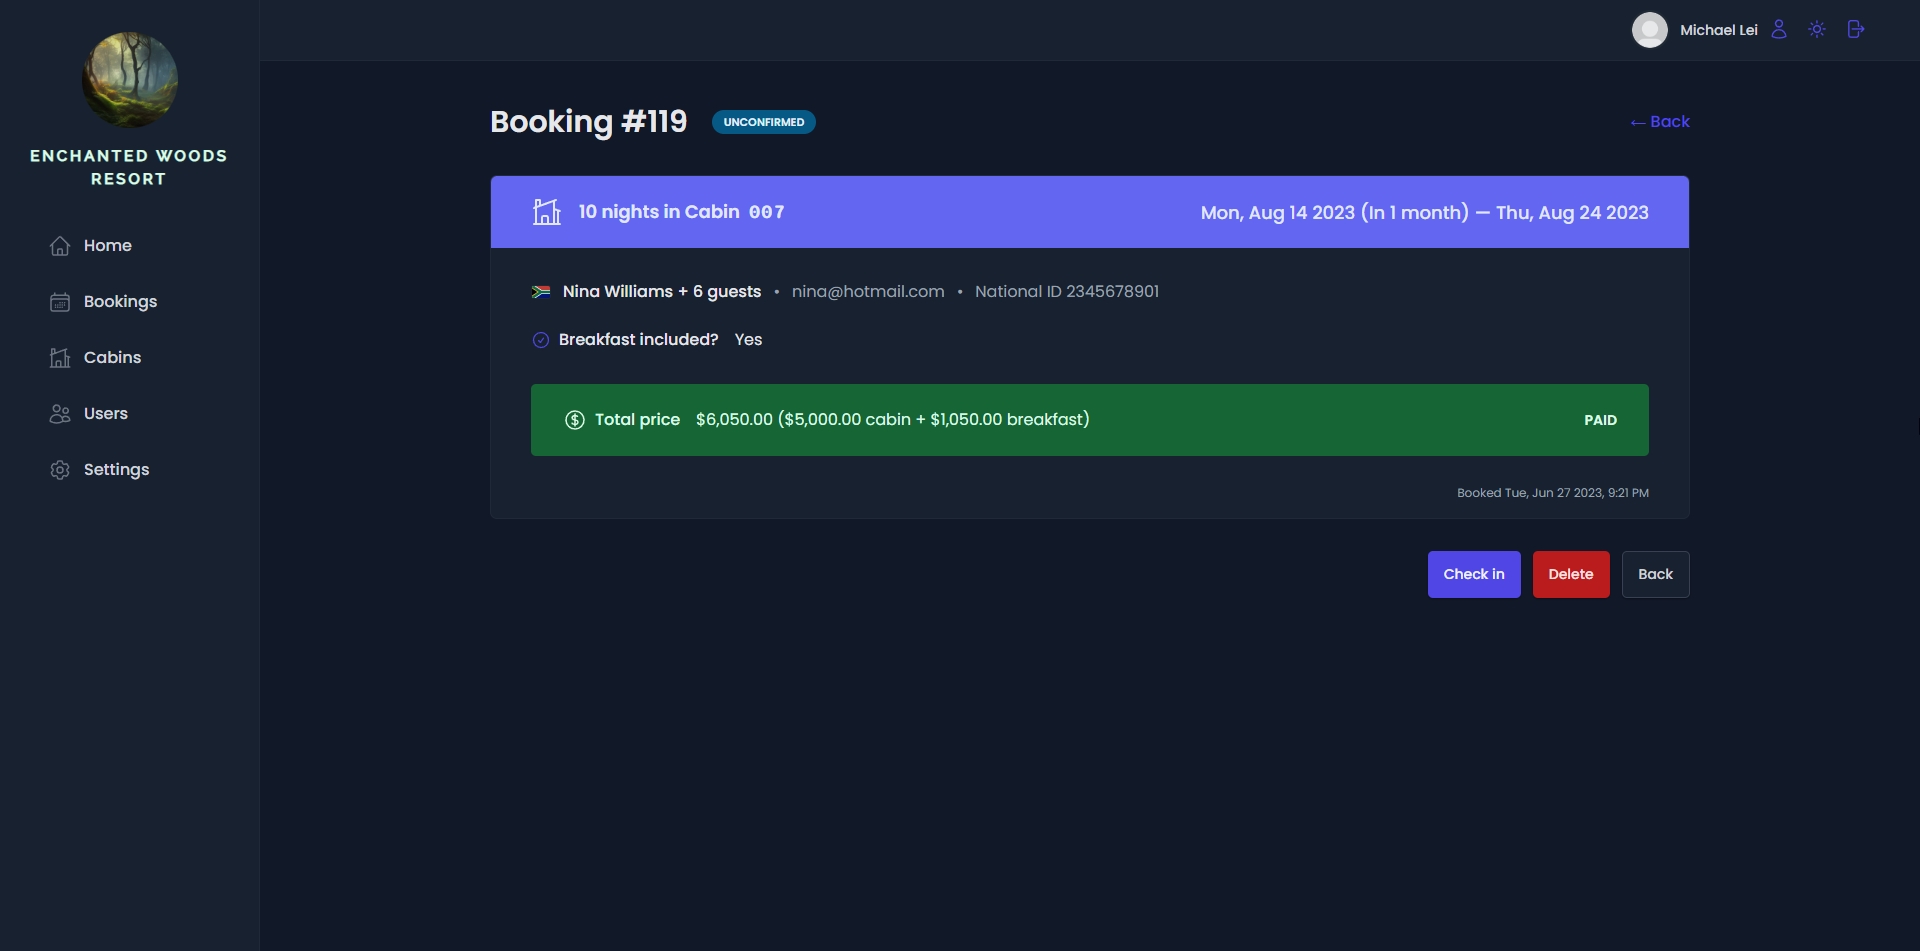 ENCHANTED WOODS
RESORT
Home
Bookings
Cabins
Users
Settings
Michael Lei
Booking #119
UNCONFIRMED
← Back
10 nights in Cabin 007
Mon, Aug 14 2023 (In 1 month) — Thu, Aug 24 2023
Nina Williams + 6 guests • nina@hotmail.com • National ID 2345678901
Breakfast included? Yes
Total price $6,050.00 ($5,000.00 cabin + $1,050.00 breakfast)
PAID
Booked Tue, Jun 27 2023, 9:21 PM
Check in
Delete
Back